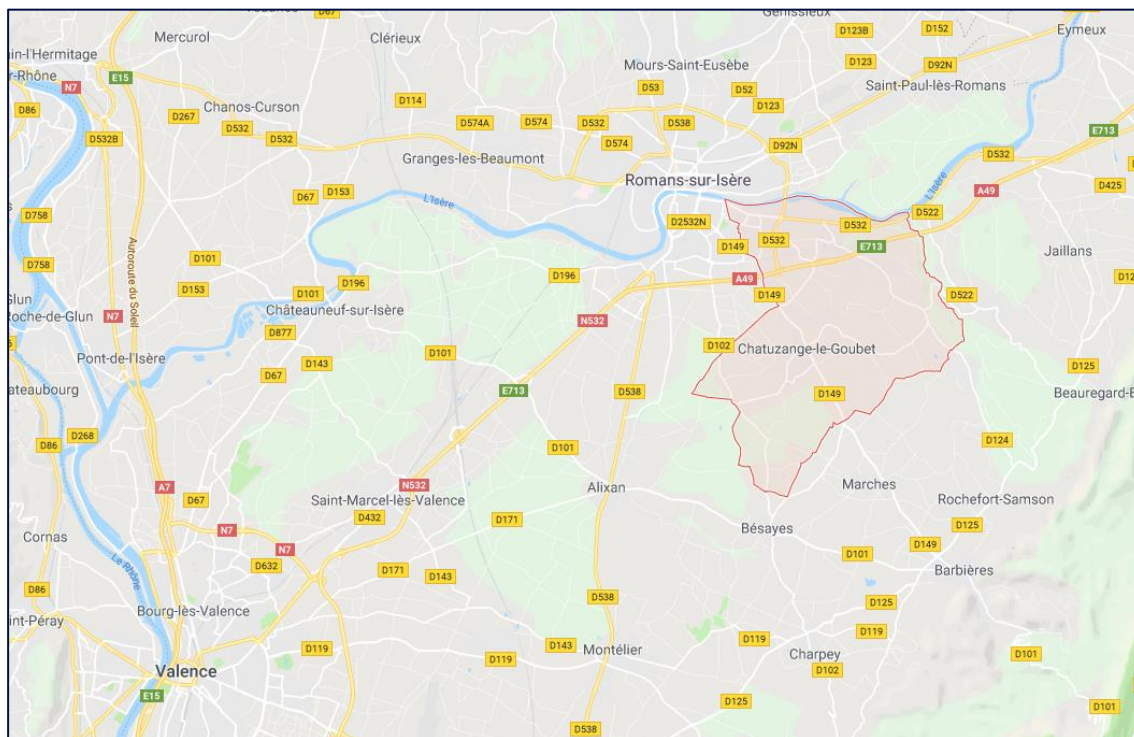 D67
Mercurol
Clérieux
Génissieux
D123B
D152
Eymeux
ain-l'Hermitage
r-Rhône
N7
E15
D123
D92N
Mours-Saint-Eusèbe
Saint-Paul-lès-Romans
D86
D267
Chanos-Curson
D114
D53
D52
D123
D532
D532
D574A
D574
D532
D538
D574
D92N
E713
D532B
Granges-les Beaumont
D532
Romans-sur-Isère
L'Isère
A49
D425
D67
D153
L'Isère
D758
D2532N
D532
D522
D149
D532
E713
Jaillans
D758
Autoroute du Soleil
D101
D196
A49
D12
D153
D101
D196
D149
D522
Glun
Roche-de-Glun
N7
Châteauneuf-sur-Isère
N532
D877
D102
Chatuzange-le-Goubet
Pont-de-l'Isère
D101
D143
D67
D125
ateaubourg
E713
D538
D149
Beauregard-B
D86
D268
D101
D124
A7
D67
N532
Saint-Marcel-lès-Valence
Alixan
Marches
Rochefort-Samson
D432
D171
Bésayes
D125
Cornas
N7
N7
D149
D101
D632
D171
D143
Barbières
Le Rhône
D86
Bourg-lès-Valence
D538
D125
int-Péray
D119
D143
Montélier
D119
D119
D119
Charpey
D101
Valence
D102
E15
D125
D101
D538